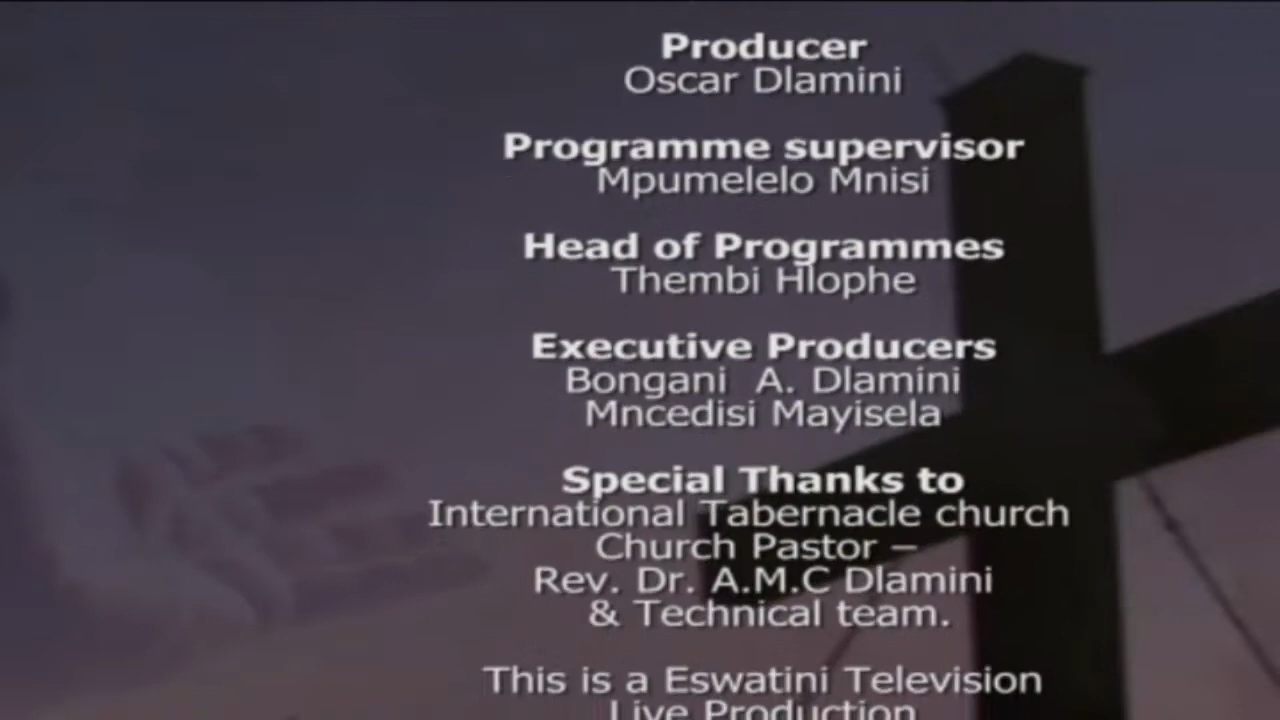 Producer
Oscar Dlamini
Programme supervisor
Mpumelelo Mnisi
Head of Programmes
Thembi Hlophe
Executive Producers
Bongani A. Dlamini
Mncedisi Mayisela
Special Thanks to
International Tabernacle church
Church Pastor –
Rev. Dr. A.M.C Dlamini
& Technical team.
This is a Eswatini Television
Live Production